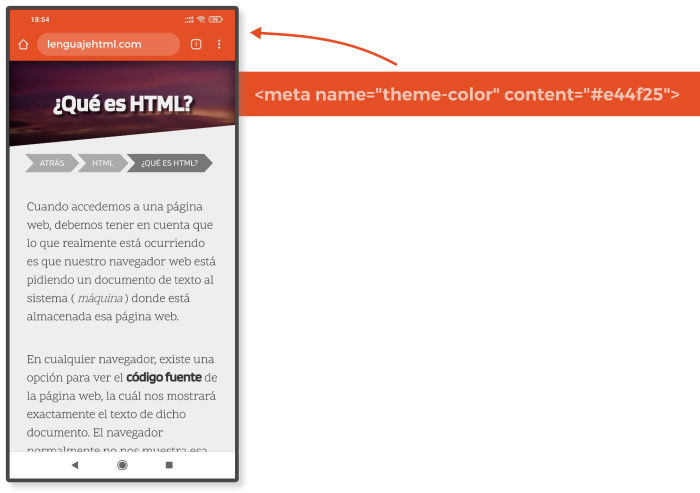 18:54
lenguajehtml.com
1
<meta name="theme-color" content="#e44f25">
¿Qué es HTML?
ATRÁS HTML ¿QUÉ ES HTML?
Cuando accedemos a una página
web, debemos tener en cuenta que
lo que realmente está ocurriendo
es que nuestro navegador web está
pidiendo un documento de texto al
sistema ( máquina ) donde está
almacenada esa página web.
En cualquier navegador, existe una
opción para ver el código fuente de
la página web, la cuál nos mostrará
exactamente el texto de dicho
documento. El navegador
normalmente no nos muestra esa